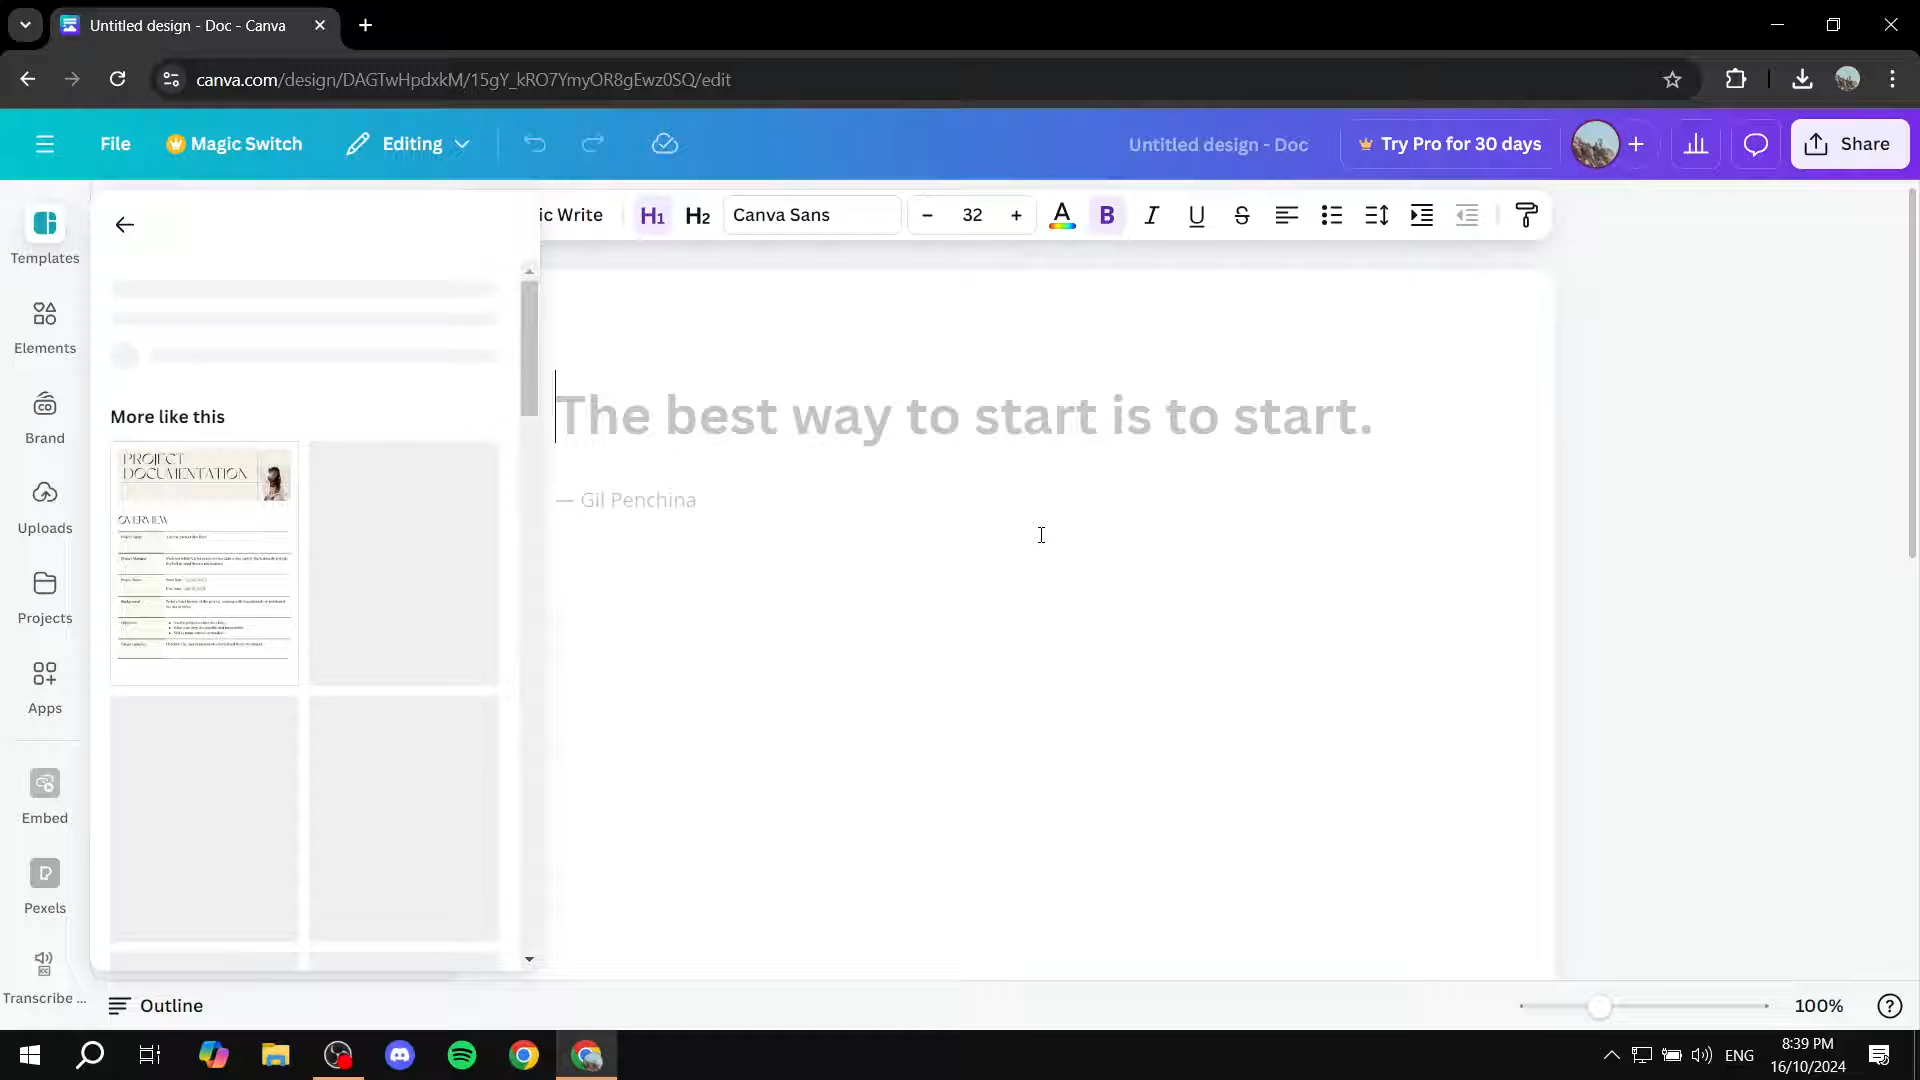 Untitled design - Doc - Canva
canva.com/design/DAGTwHpdxkM/15gY_kRO7YmyOR8gEwz0SQ/edit
File
Magic Switch
Editing
Untitled design - Doc
Try Pro for 30 days
Share
ic Write
H1
H2
Canva Sans
32
A
B
I
U
S
Templates
Elements
Brand
Uploads
Projects
Apps
Embed
Pexels
Transcribe ...
More like this
PROJECT
DOCUMENTATION
OVERVIEW
The best way to start is to start.
— Gil Penchina
Outline
100%
ENG
8:39 PM
16/10/2024